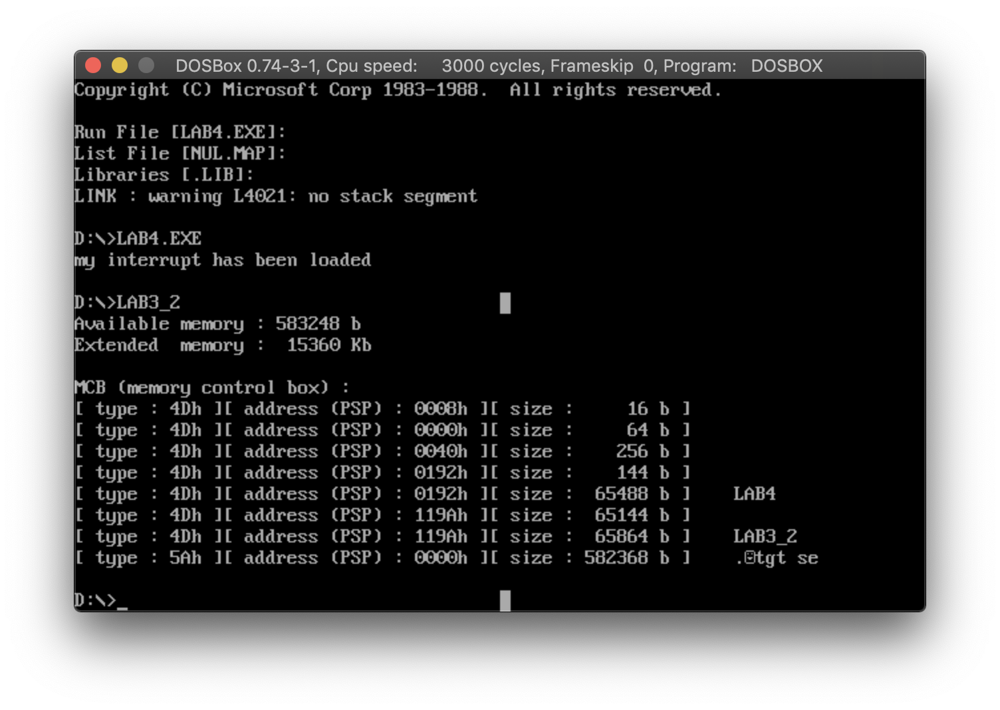 DOSBox 0.74-3-1, Cpu speed:    3000 cycles, Frameskip  0, Program:   DOSBOX
Copyright (C) Microsoft Corp 1983-1988.  All rights reserved.
Run File [LAB4.EXE]:
List File [NUL.MAP]:
Libraries [.LIB]:
LINK : warning L4021: no stack segment
D:\>LAB4.EXE
my interrupt has been loaded
D:\>LAB3_2
Available memory : 583248 b
Extended  memory :  15360 Kb
MCB (memory control box) :
[ type : 4Dh ][ address (PSP) : 0008h ][ size :     16 b ]
[ type : 4Dh ][ address (PSP) : 0000h ][ size :     64 b ]
[ type : 4Dh ][ address (PSP) : 0040h ][ size :    256 b ]
[ type : 4Dh ][ address (PSP) : 0192h ][ size :    144 b ]
[ type : 4Dh ][ address (PSP) : 0192h ][ size :  65488 b ]    LAB4
[ type : 4Dh ][ address (PSP) : 119Ah ][ size :  65144 b ]
[ type : 4Dh ][ address (PSP) : 119Ah ][ size :  65864 b ]    LAB3_2
[ type : 5Ah ][ address (PSP) : 0000h ][ size : 582368 b ]    .☺tgt se
D:\>_